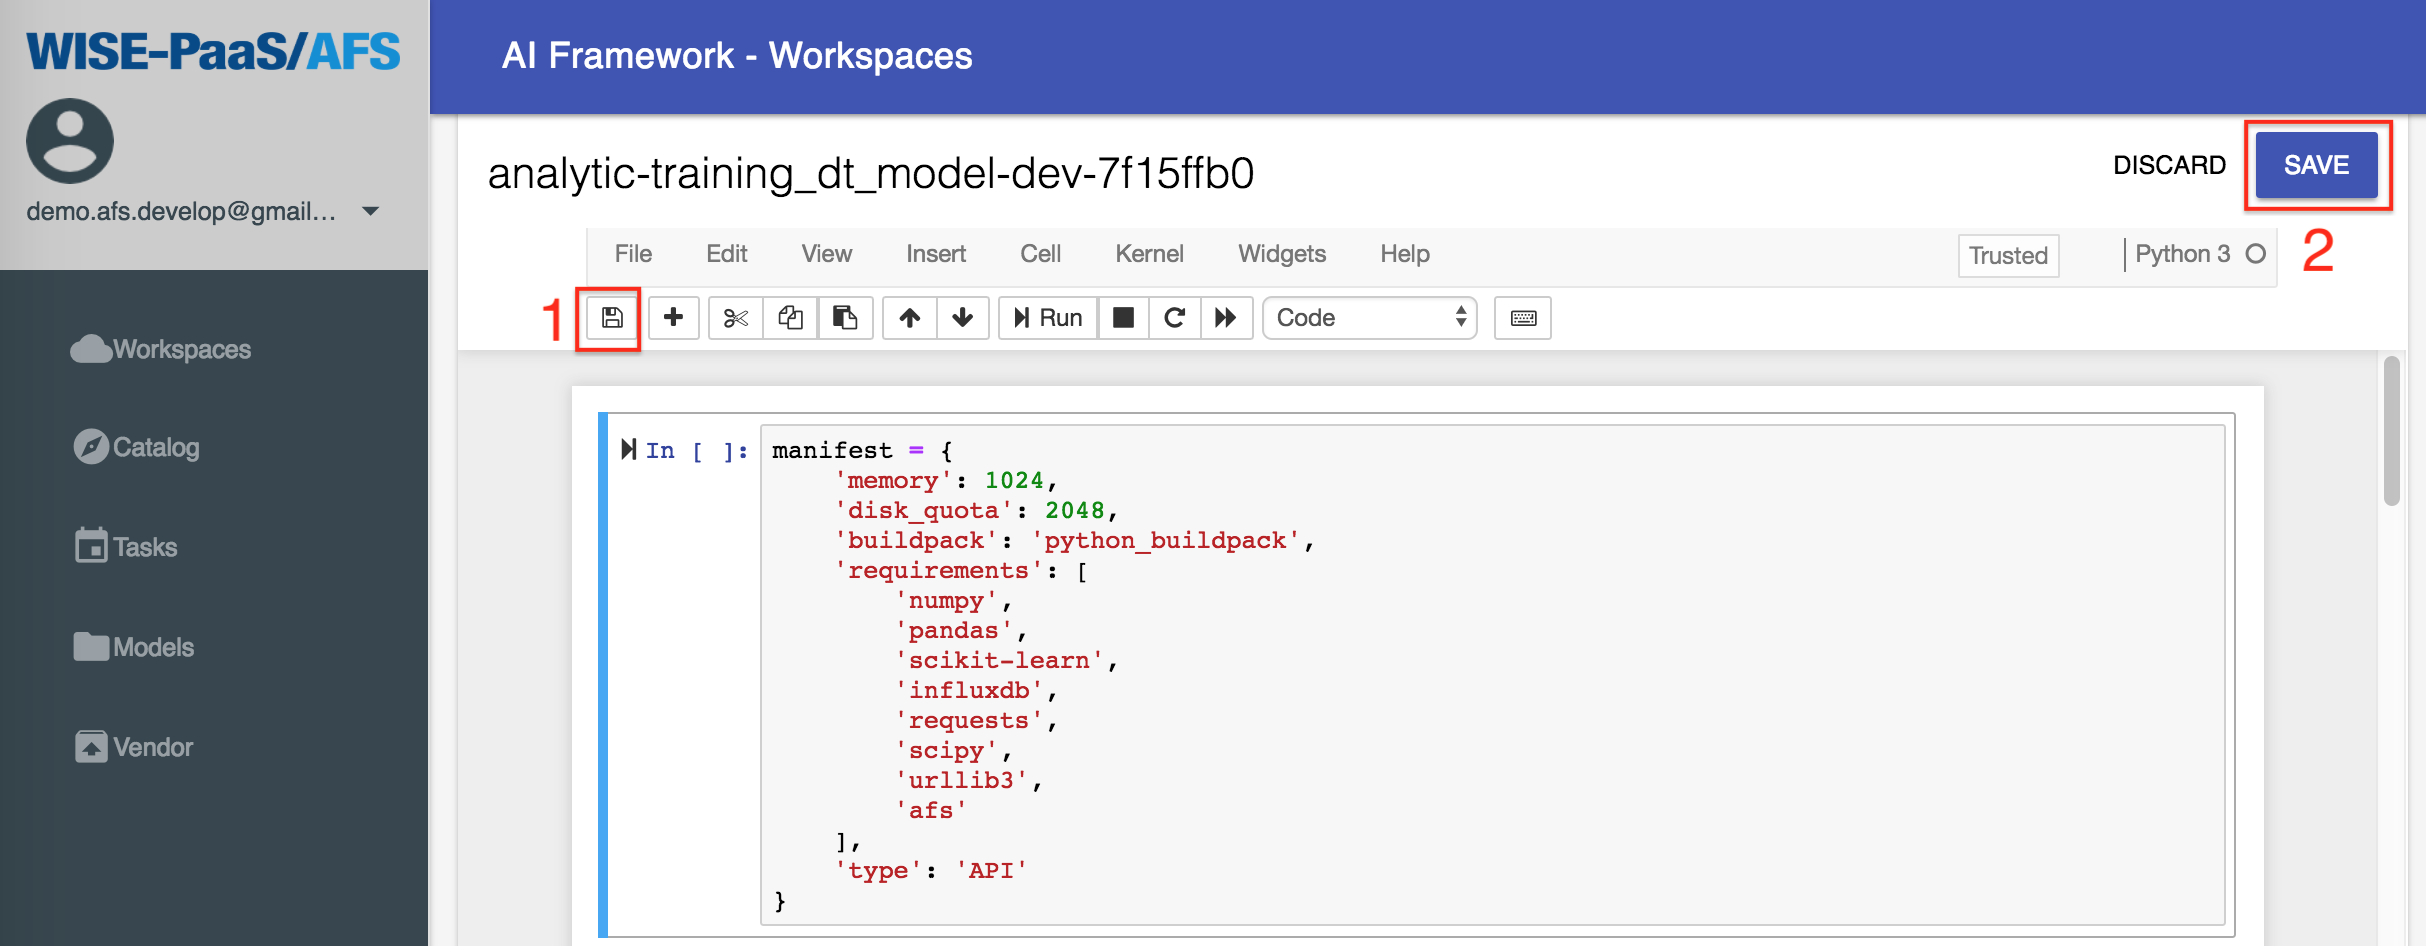 WISE-PaaS/AFS
demo.afs.develop@gmail...
Workspaces
Catalog
Tasks
Models
Vendor
AI Framework - Workspaces
analytic-training_dt_model-dev-7f15ffb0
DISCARD
SAVE
2
File Edit View Insert Cell Kernel Widgets Help
Trusted
Python 3
1
Run
Code
In [ ]:
manifest = {
    'memory': 1024,
    'disk_quota': 2048,
    'buildpack': 'python_buildpack',
    'requirements': [
        'numpy',
        'pandas',
        'scikit-learn',
        'influxdb',
        'requests',
        'scipy',
        'urllib3',
        'afs'
    ],
    'type': 'API'
}